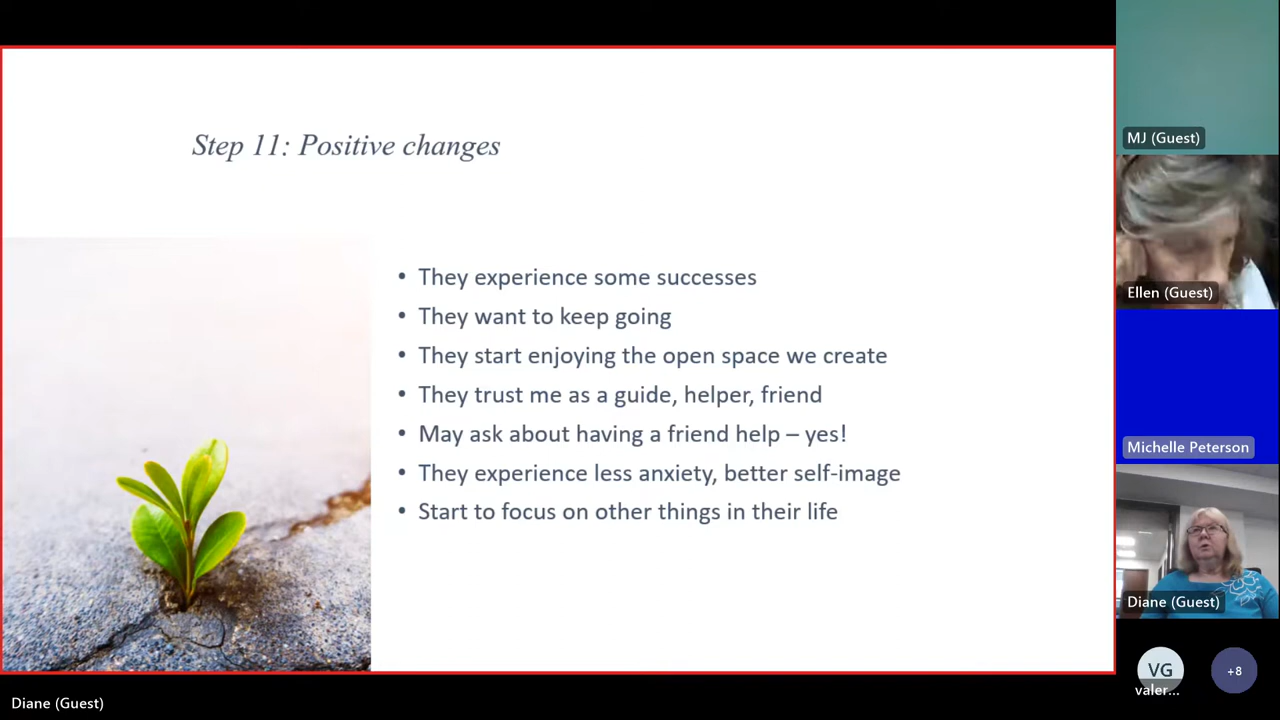 Step 11: Positive changes
• They experience some successes
• They want to keep going
• They start enjoying the open space we create
• They trust me as a guide, helper, friend
• May ask about having a friend help – yes!
• They experience less anxiety, better self-image
• Start to focus on other things in their life
MJ (Guest)
Ellen (Guest)
Michelle Peterson
Diane (Guest)
VG
valer...
+8
Diane (Guest)